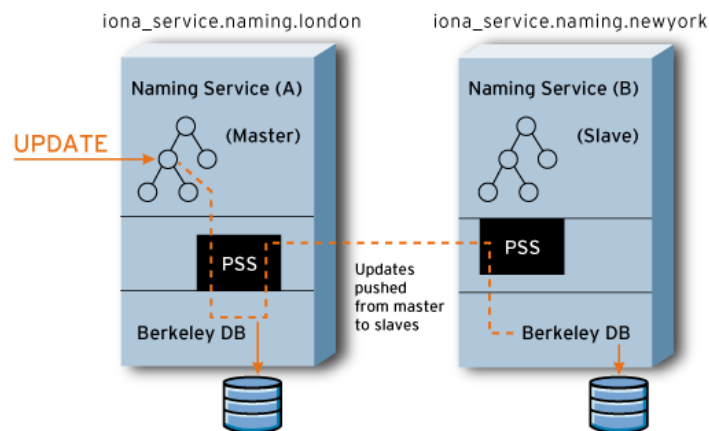 iona_service.naming.london
iona_service.naming.newyork
Naming Service (A)
(Master)
UPDATE
PSS
Berkeley DB
Updates
pushed
from master
to slaves
Naming Service (B)
(Slave)
PSS
Berkeley DB